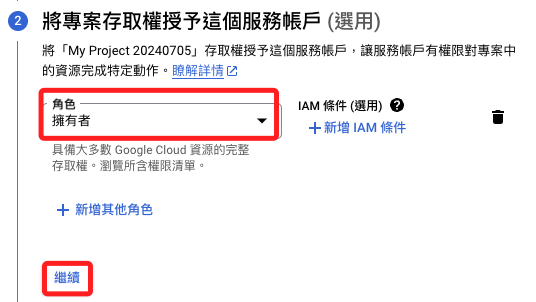 2 將專案存取權授予這個服務帳戶 (選用)
將「My Project 20240705」存取權授予這個服務帳戶，讓服務帳戶有權限對專案中
的資源完成特定動作。瞭解詳情
角色
擁有者
IAM 條件 (選用) ?
+ 新增 IAM 條件
具備大多數 Google Cloud 資源的完整
存取權。瀏覽所含權限清單。
+ 新增其他角色
繼續